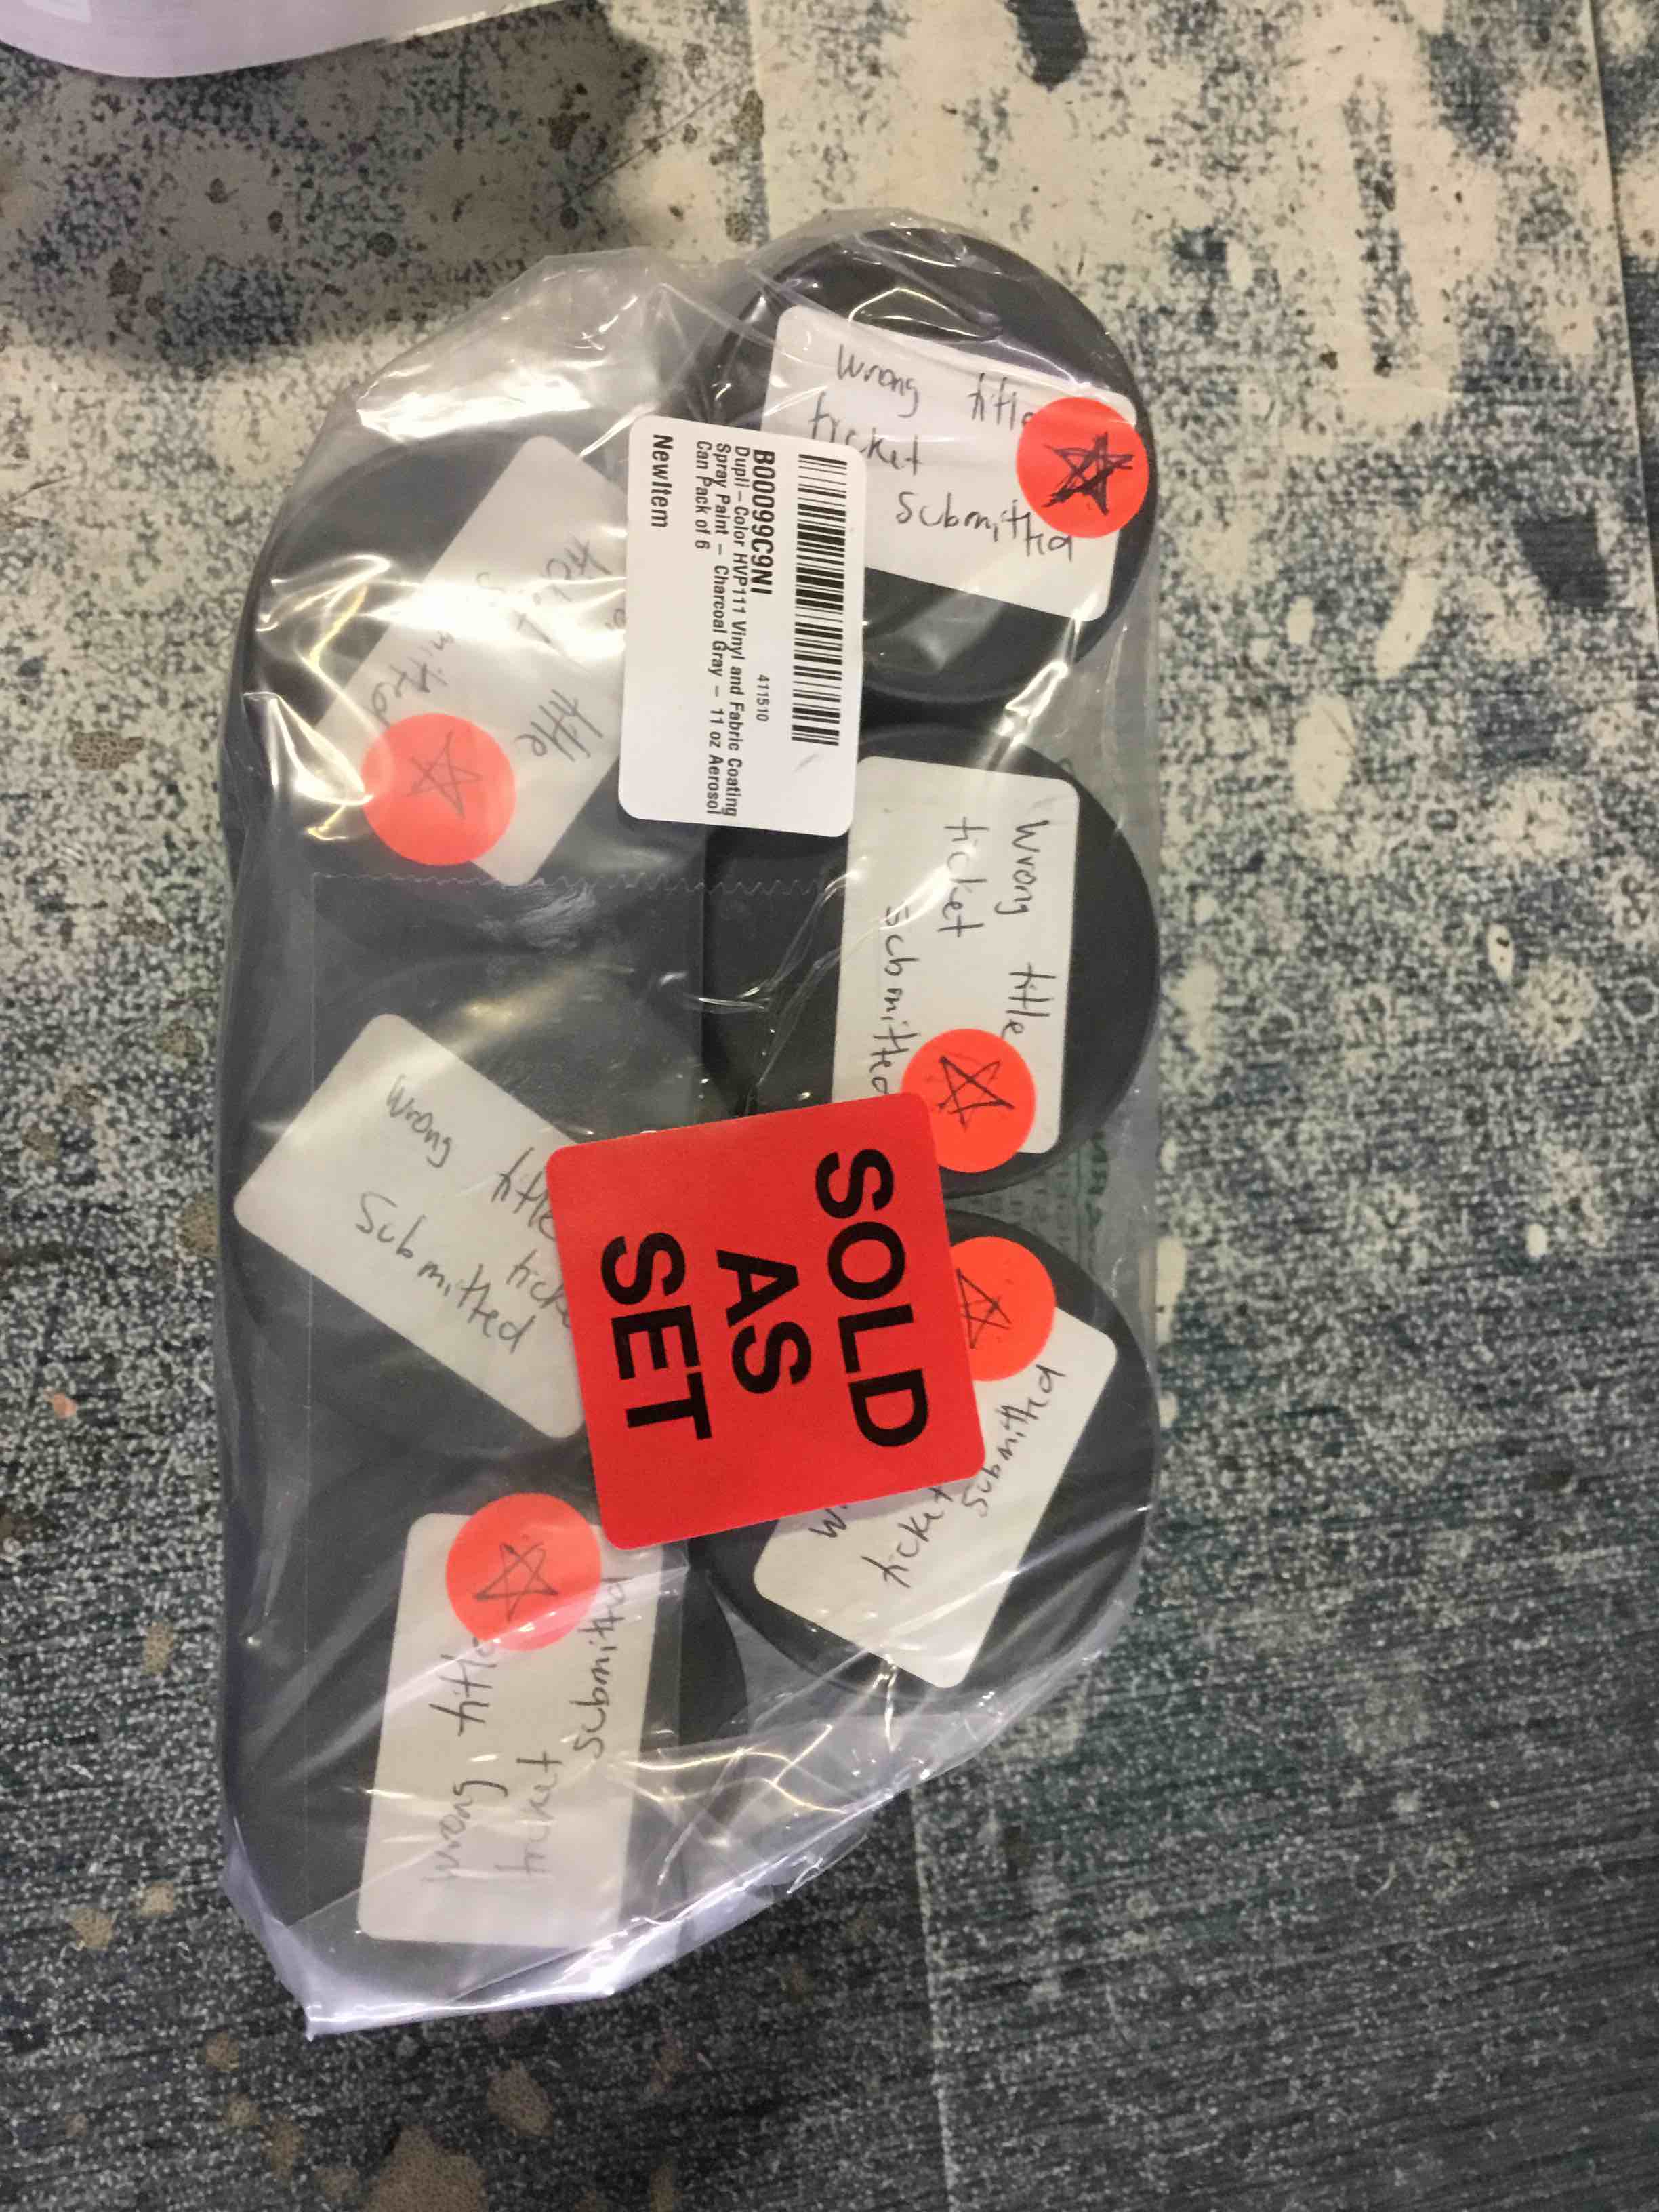 Wrong title
ticket
Submitted
B00099C9NI
411510
Dupli-Color HVP111 Vinyl and Fabric Coating
Spray Paint - Charcoal Gray - 11 oz Aerosol
Can Pack of 6
NewItem
title
ticket
Wrong title
ticket
submitted
Wrong title
Submitted
SOLD
AS
SET
ticket
submitted
wrong title
ticket
submitted